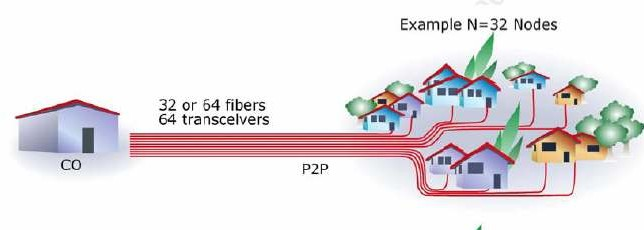 Example N=32 Nodes
32 or 64 fibers
64 transceivers
CO
P2P